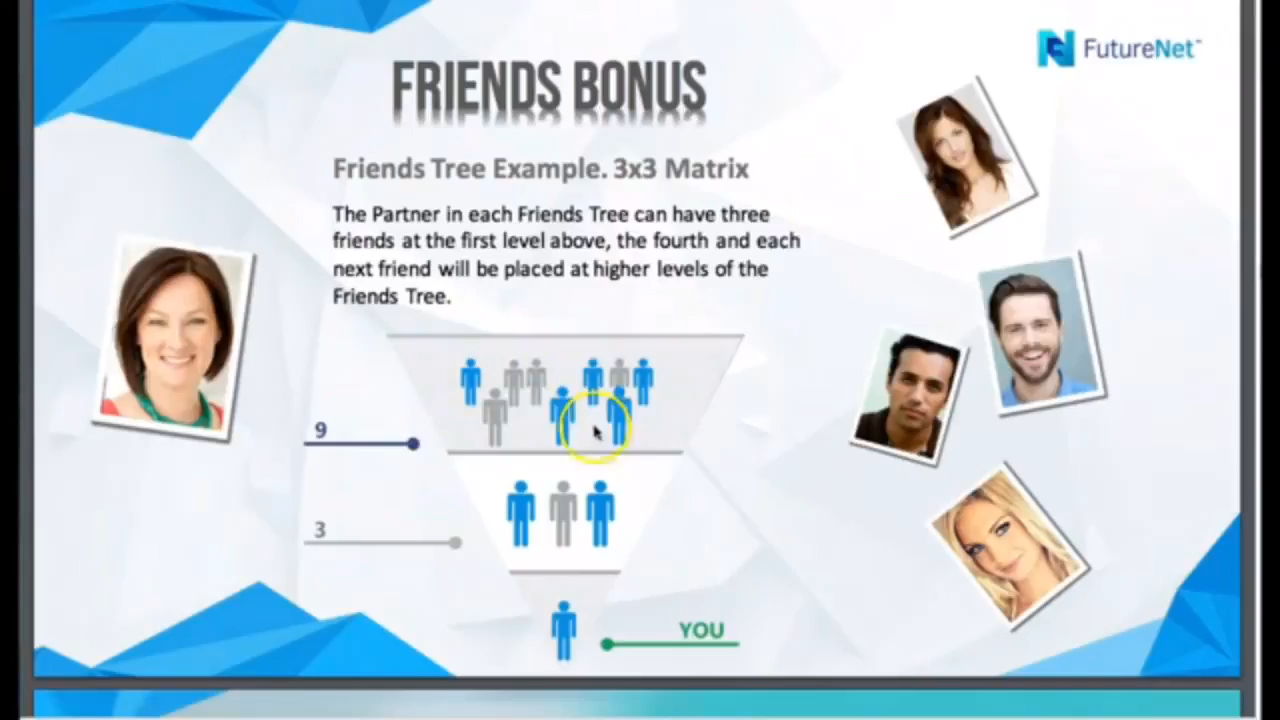 FutureNet™
FRIENDS BONUS
Friends Tree Example. 3x3 Matrix
The Partner in each Friends Tree can have three
friends at the first level above, the fourth and each
next friend will be placed at higher levels of the
Friends Tree.
9
3
YOU